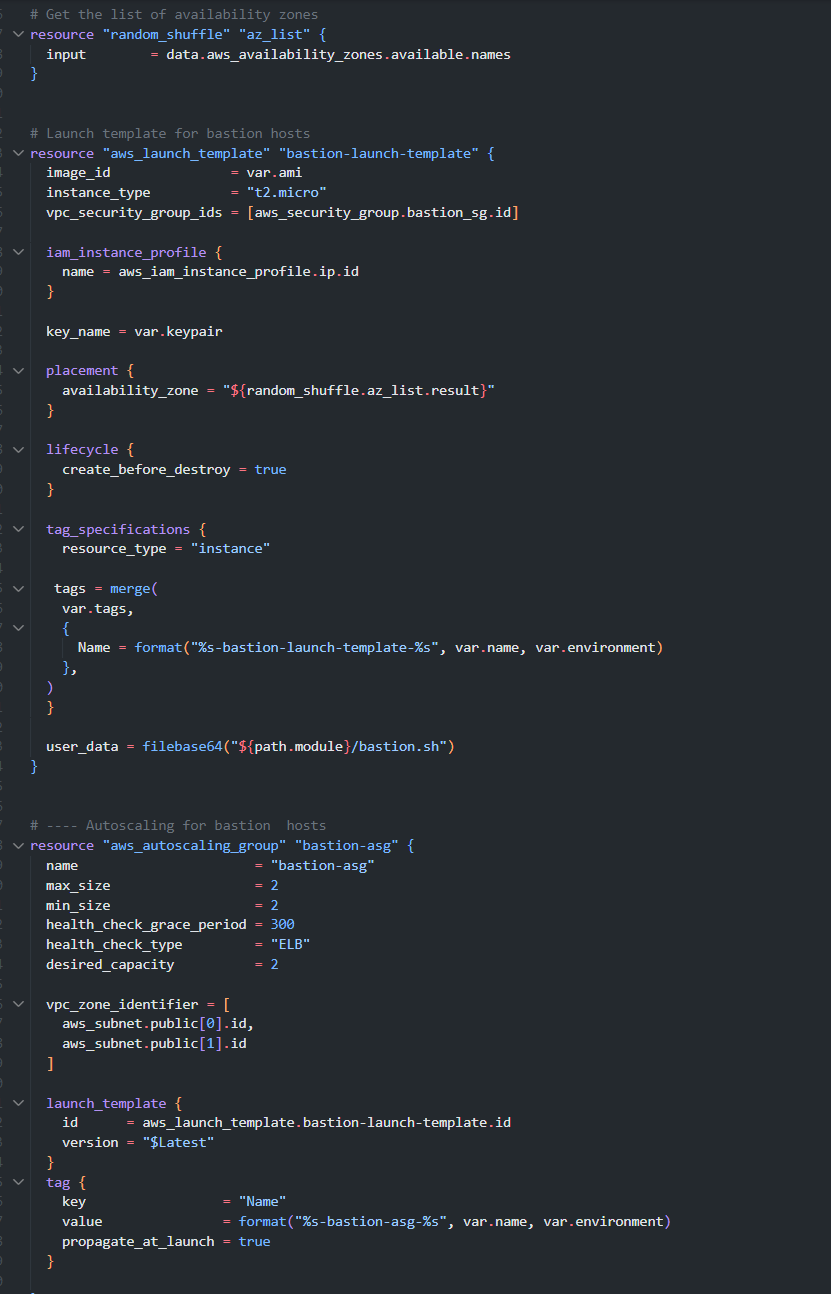 # Get the list of availability zones
resource "random_shuffle" "az_list" {
  input        = data.aws_availability_zones.available.names
}
# Launch template for bastion hosts
resource "aws_launch_template" "bastion-launch-template" {
  image_id               = var.ami
  instance_type          = "t2.micro"
  vpc_security_group_ids = [aws_security_group.bastion_sg.id]
  iam_instance_profile {
    name = aws_iam_instance_profile.ip.id
  }
  key_name = var.keypair
  placement {
    availability_zone = "${random_shuffle.az_list.result}"
  }
  lifecycle {
    create_before_destroy = true
  }
  tag_specifications {
    resource_type = "instance"
   tags = merge(
    var.tags,
    {
      Name = format("%s-bastion-launch-template-%s", var.name, var.environment)
    },
  )
  }
  user_data = filebase64("${path.module}/bastion.sh")
}
# ---- Autoscaling for bastion  hosts
resource "aws_autoscaling_group" "bastion-asg" {
  name                      = "bastion-asg"
  max_size                  = 2
  min_size                  = 2
  health_check_grace_period = 300
  health_check_type         = "ELB"
  desired_capacity          = 2
  vpc_zone_identifier = [
    aws_subnet.public[0].id,
    aws_subnet.public[1].id
  ]
  launch_template {
    id      = aws_launch_template.bastion-launch-template.id
    version = "$Latest"
  }
  tag {
    key                 = "Name"
    value               = format("%s-bastion-asg-%s", var.name, var.environment)
    propagate_at_launch = true
  }